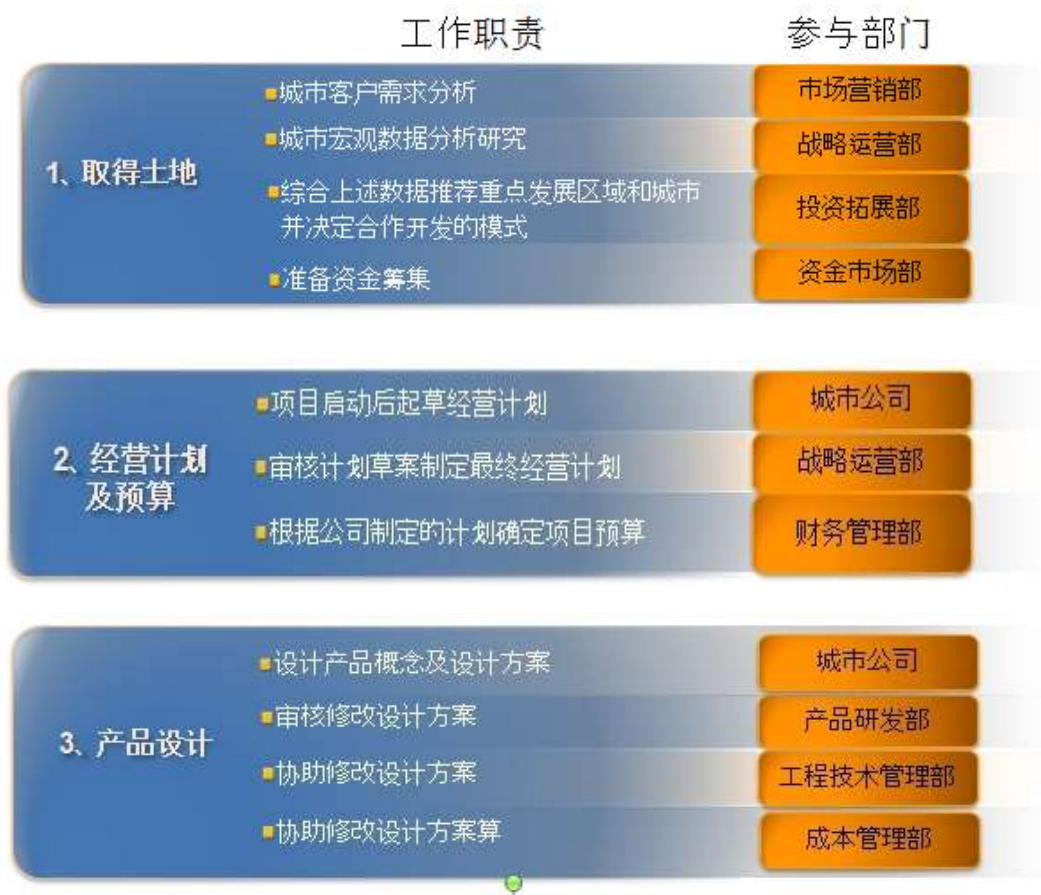 工作职责 参与部门
■城市客户需求分析 市场营销部
■城市宏观数据分析研究 战略运营部
1、取得土地
■综合上述数据推荐重点发展区域和城市
并决定合作开发的模式 投资拓展部
■准备资金筹集 资金市场部
■项目启动后起草经营计划 城市公司
2、经营计划
及预算
■审核计划草案制定最终经营计划 战略运营部
■根据公司制定的计划确定项目预算 财务管理部
■设计产品概念及设计方案 城市公司
■审核修改设计方案 产品研发部
3、产品设计
■协助修改设计方案 工程技术管理部
■协助修改设计方案算 成本管理部